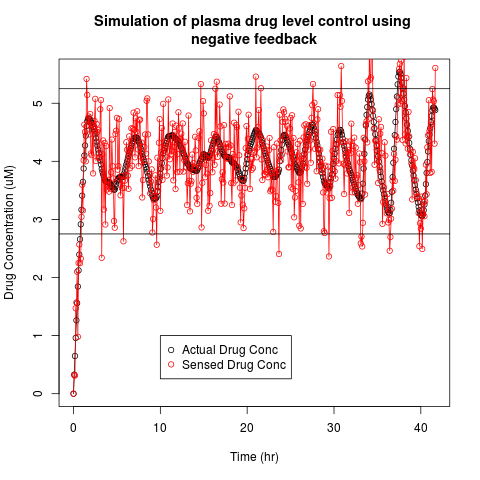 Simulation of plasma drug level control using
negative feedback
Drug Concentration (uM)
5
4
3
2
1
0
Actual Drug Conc
Sensed Drug Conc
0 10 20 30 40
Time (hr)